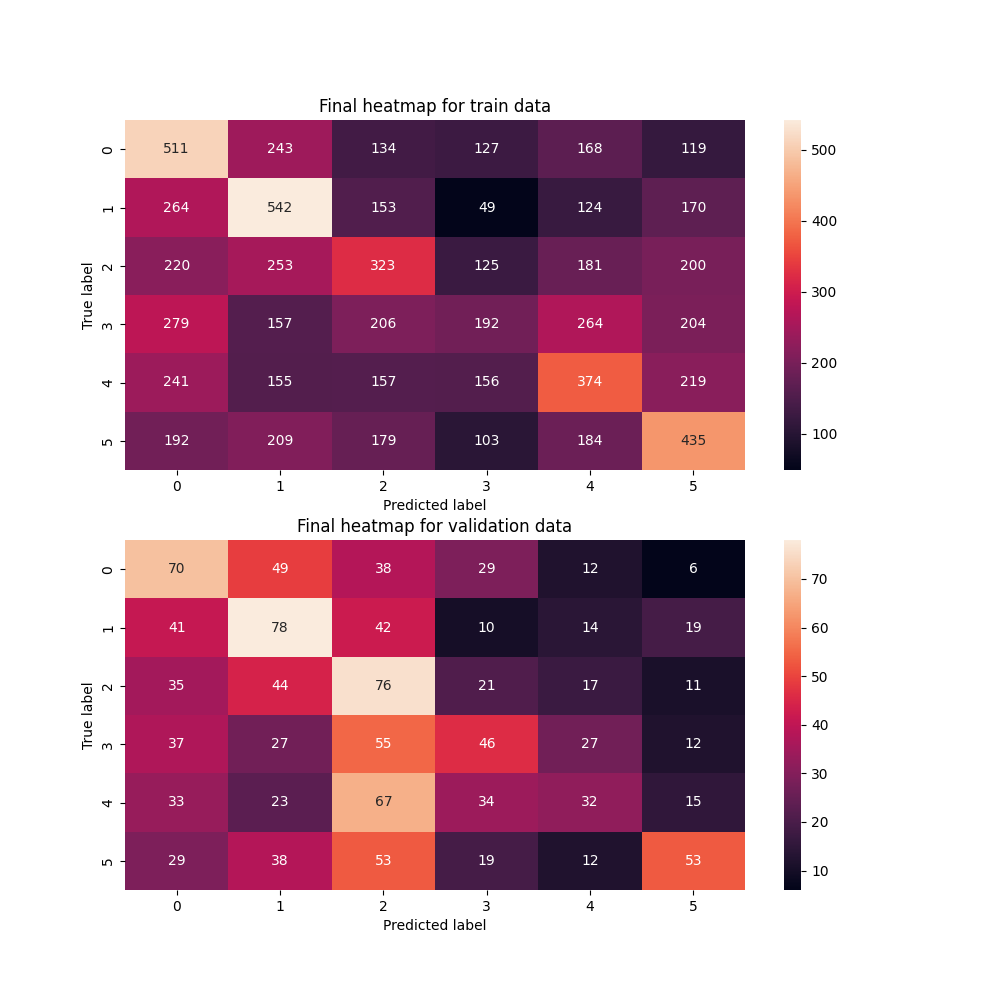 Final heatmap for train data
True label
0 511 243 134 127 168 119
1 264 542 153 49 124 170
2 220 253 323 125 181 200
3 279 157 206 192 264 204
4 241 155 157 156 374 219
5 192 209 179 103 184 435
0 1 2 3 4 5
Predicted label
500
400
300
200
100
Final heatmap for validation data
True label
0 70 49 38 29 12 6
1 41 78 42 10 14 19
2 35 44 76 21 17 11
3 37 27 55 46 27 12
4 33 23 67 34 32 15
5 29 38 53 19 12 53
0 1 2 3 4 5
Predicted label
70
60
50
40
30
20
10